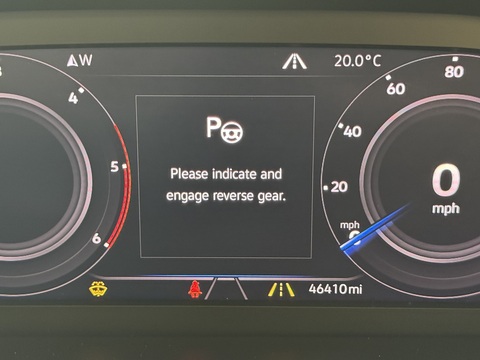 W
20.0°C
4
5
6
P
Please indicate and
engage reverse gear.
80
60
40
20
mph
0
mph
46410mi